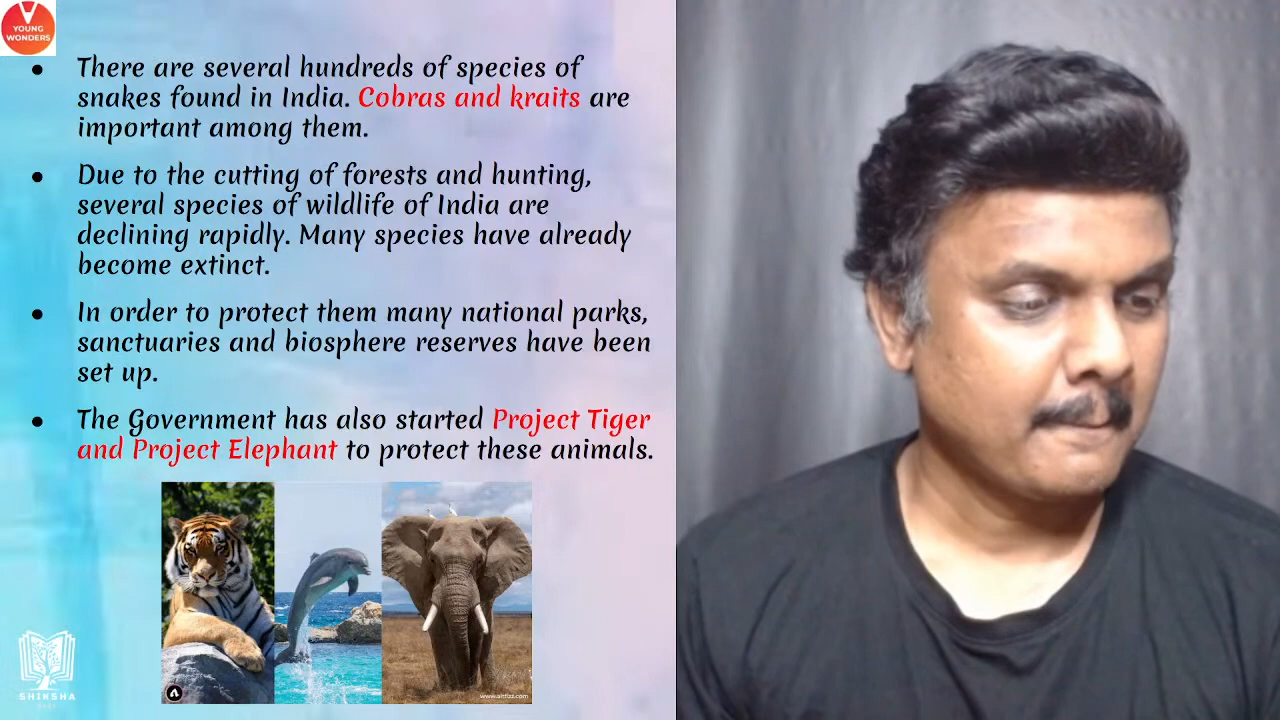 YOUNG
WONDERS
• There are several hundreds of species of
snakes found in India. Cobras and kraits are
important among them.
• Due to the cutting of forests and hunting,
several species of wildlife of India are
declining rapidly. Many species have already
become extinct.
• In order to protect them many national parks,
sanctuaries and biosphere reserves have been
set up.
• The Government has also started Project Tiger
and Project Elephant to protect these animals.
SHIKSHA